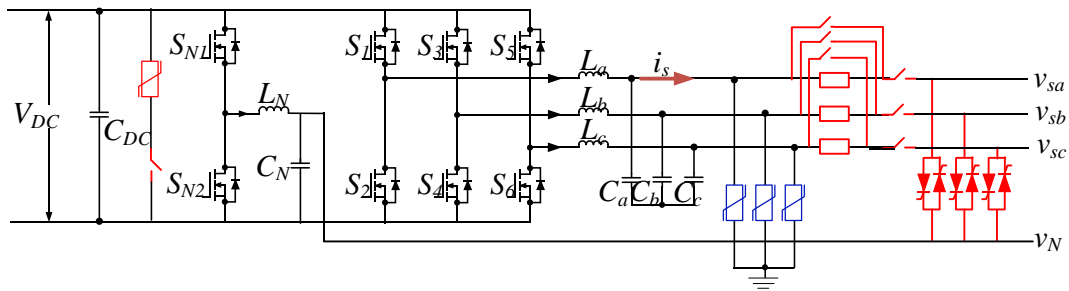 V_DC
C_DC
S_N1
S_N2
L_N
C_N
S_1
S_3
S_5
S_2
S_4
S_6
L_a
L_b
L_c
i_s
C_a
C_b
C_c
v_sa
v_sb
v_sc
v_N